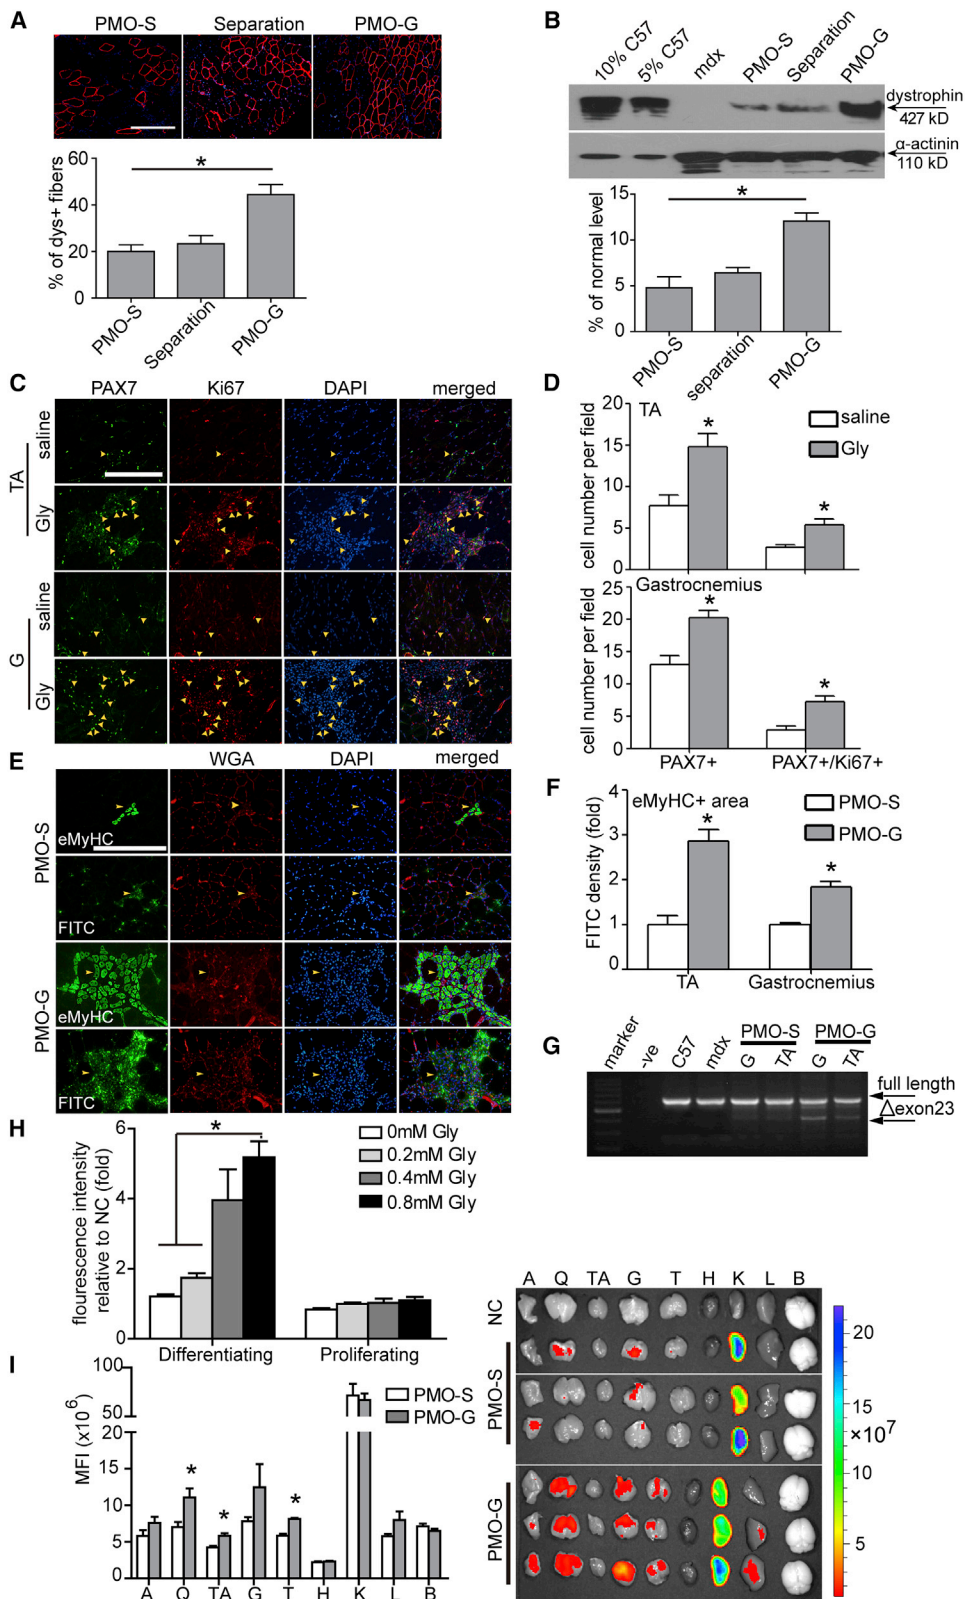 A
PMO-S Separation PMO-G
% of dys+ fibers
60
40
20
0
PMO-S
Separation
PMO-G
*
B
10% C57
5% C57
mdx
PMO-S
Separation
PMO-G
dystrophin
427 kD
α-actinin
110 kD
% of normal level
15
10
5
0
PMO-S
separation
PMO-G
*
C
PAX7 Ki67 DAPI merged
TA
saline
Gly
G
saline
Gly
D
TA
saline
Gly
cell number per field
20
15
10
5
0
* *
Gastrocnemius
cell number per field
25
20
15
10
5
0
* *
PAX7+ PAX7+/Ki67+
E
WGA DAPI merged
PMO-S
eMyHC
FITC
PMO-G
eMyHC
FITC
F
eMyHC+ area
PMO-S
PMO-G
FITC density (fold)
4
3
2
1
0
* *
TA Gastrocnemius
G
marker
-ve
C57
mdx
PMO-S
G
TA
PMO-G
G
TA
full length
△exon23
H
flourescence intensity
relative to NC (fold)
6
4
2
0
*
0mM Gly
0.2mM Gly
0.4mM Gly
0.8mM Gly
Differentiating Proliferating
I
MFI (x10⁶)
100
50
20
15
10
5
0
PMO-S
PMO-G
* * *
A Q TA G T H K L B
A Q TA G T H K L B
NC
PMO-S
PMO-G
20
15
×10⁷
10
5